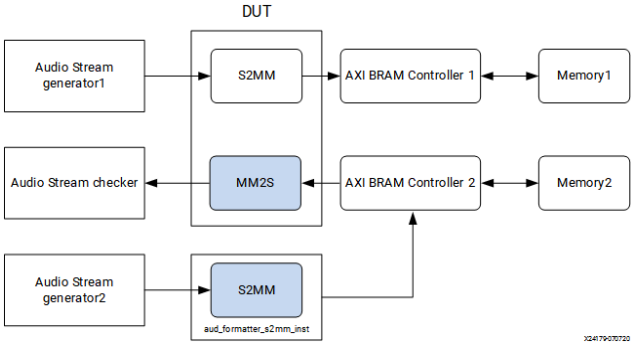 DUT
Audio Stream
generator1
S2MM
AXI BRAM Controller 1
Memory1
Audio Stream checker
MM2S
AXI BRAM Controller 2
Memory2
Audio Stream
generator2
S2MM
aud_formatter_s2mm_inst
X24179-070720